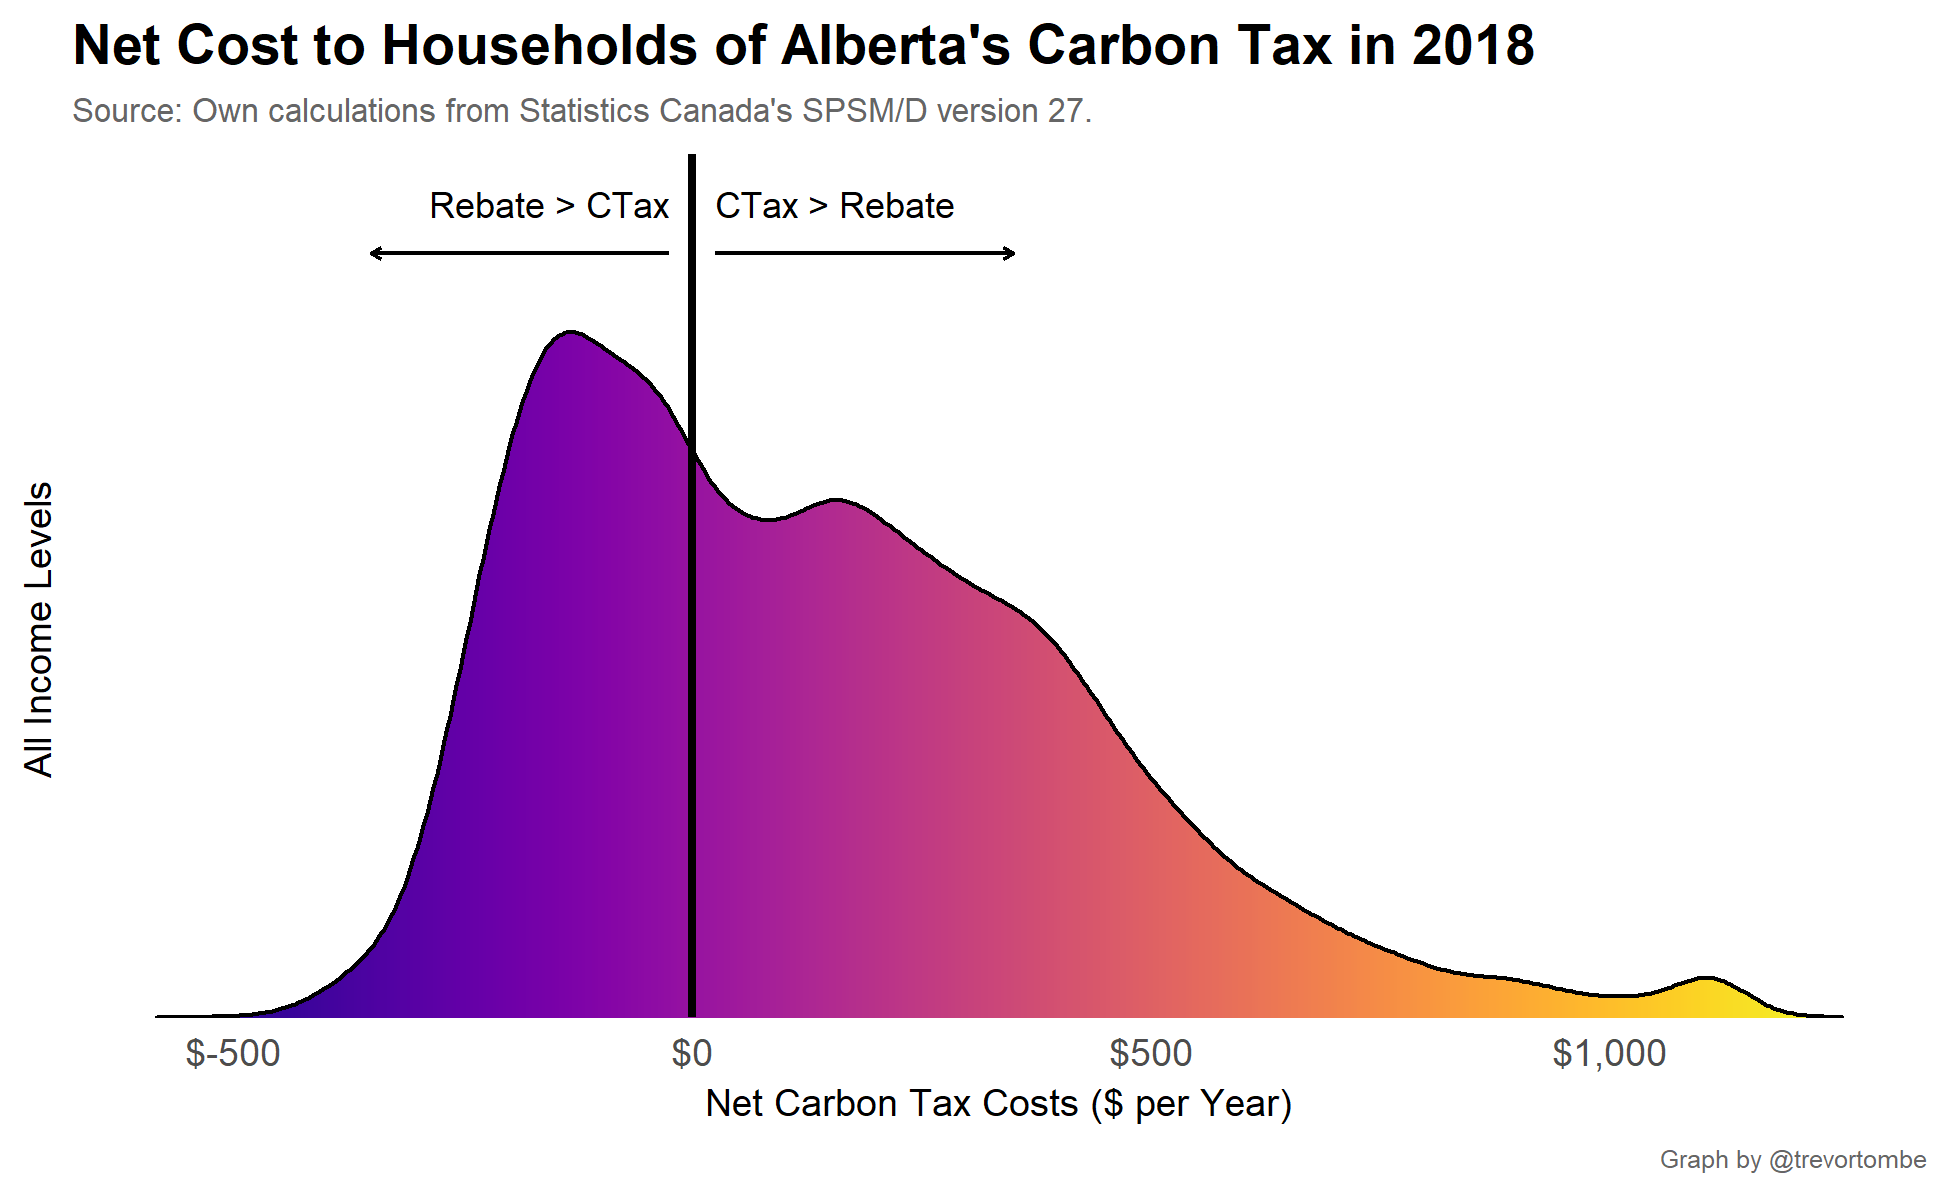 Net Cost to Households of Alberta's Carbon Tax in 2018
Source: Own calculations from Statistics Canada's SPSM/D version 27.
Rebate > CTax
CTax > Rebate
All Income Levels
$-500
$0
$500
$1,000
Net Carbon Tax Costs ($ per Year)
Graph by @trevortombe